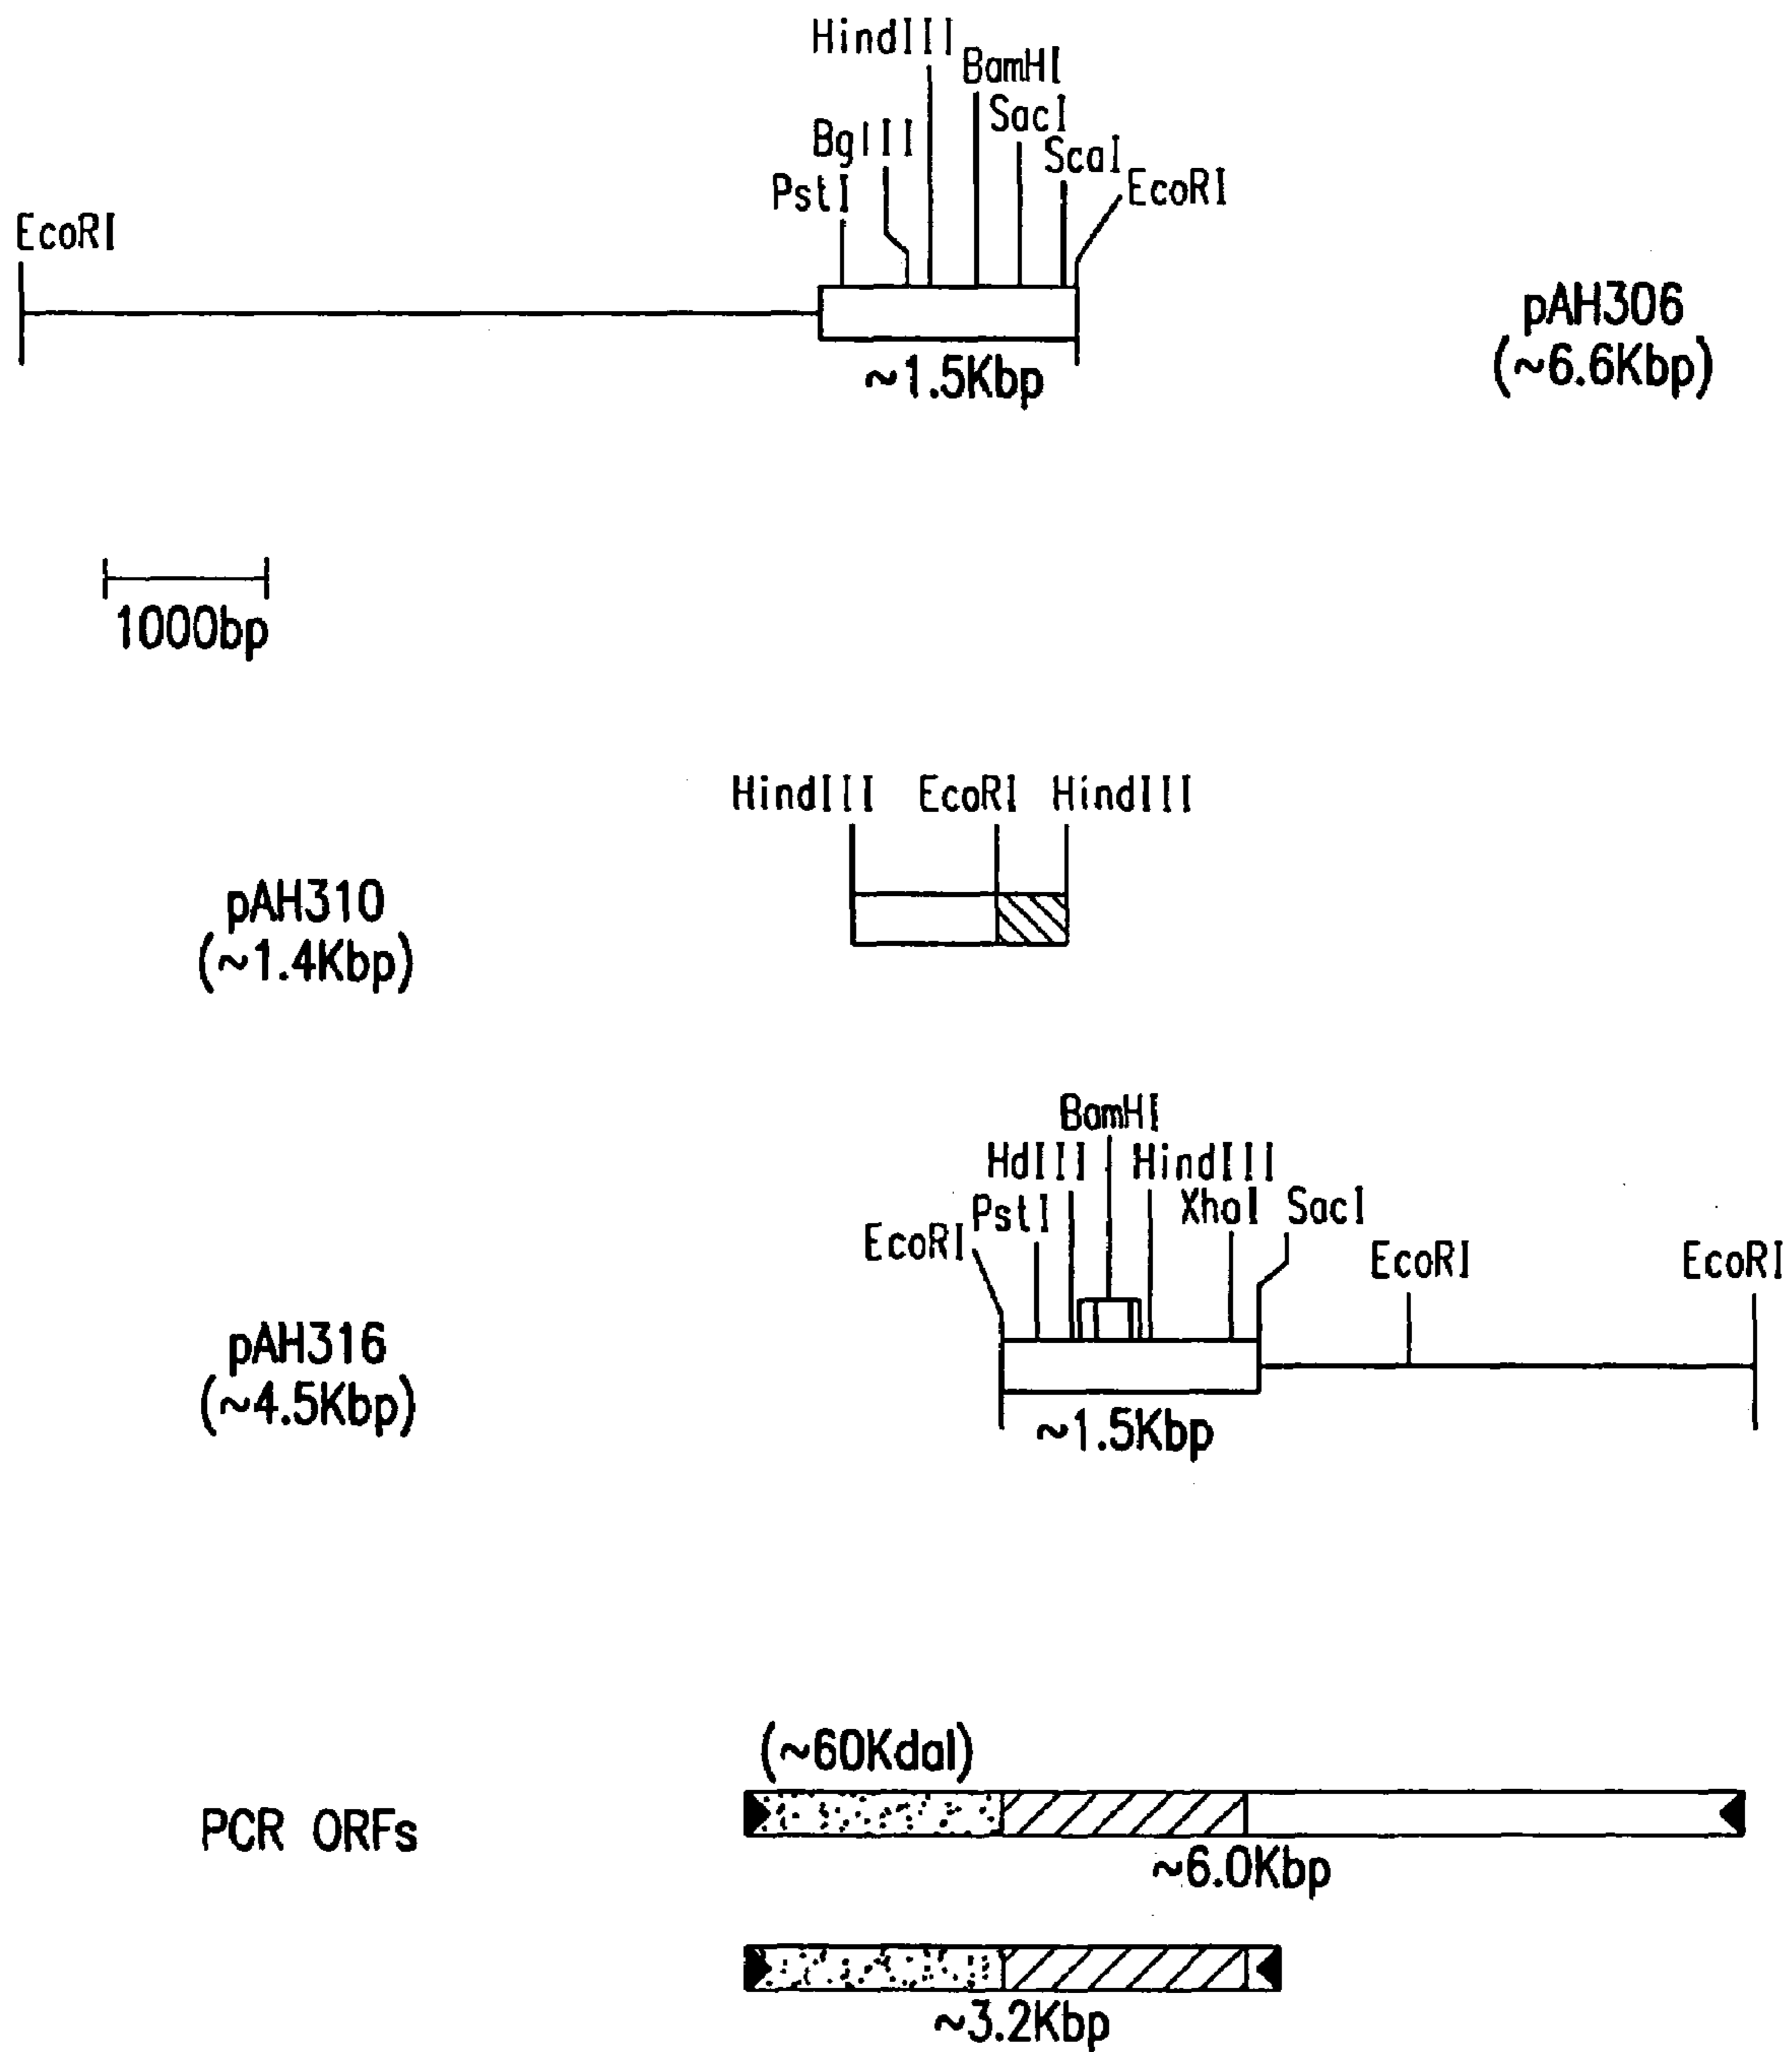 HindIII
BamHI
SacI
BglII
ScaI
PstI
EcoRI
EcoRI
pAH306
(~6.6Kbp)
~1.5Kbp
1000bp
HindIII EcoRI HindIII
pAH310
(~1.4Kbp)
BamHI
HdIII HindIII
PstI XhoI SacI
EcoRI EcoRI EcoRI
pAH316
(~4.5Kbp)
~1.5Kbp
(~60Kdal)
PCR ORFs
~6.0Kbp
~3.2Kbp